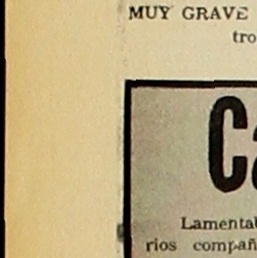 MUY GRAVE
tro
Ca
Lamentab
rios compañ